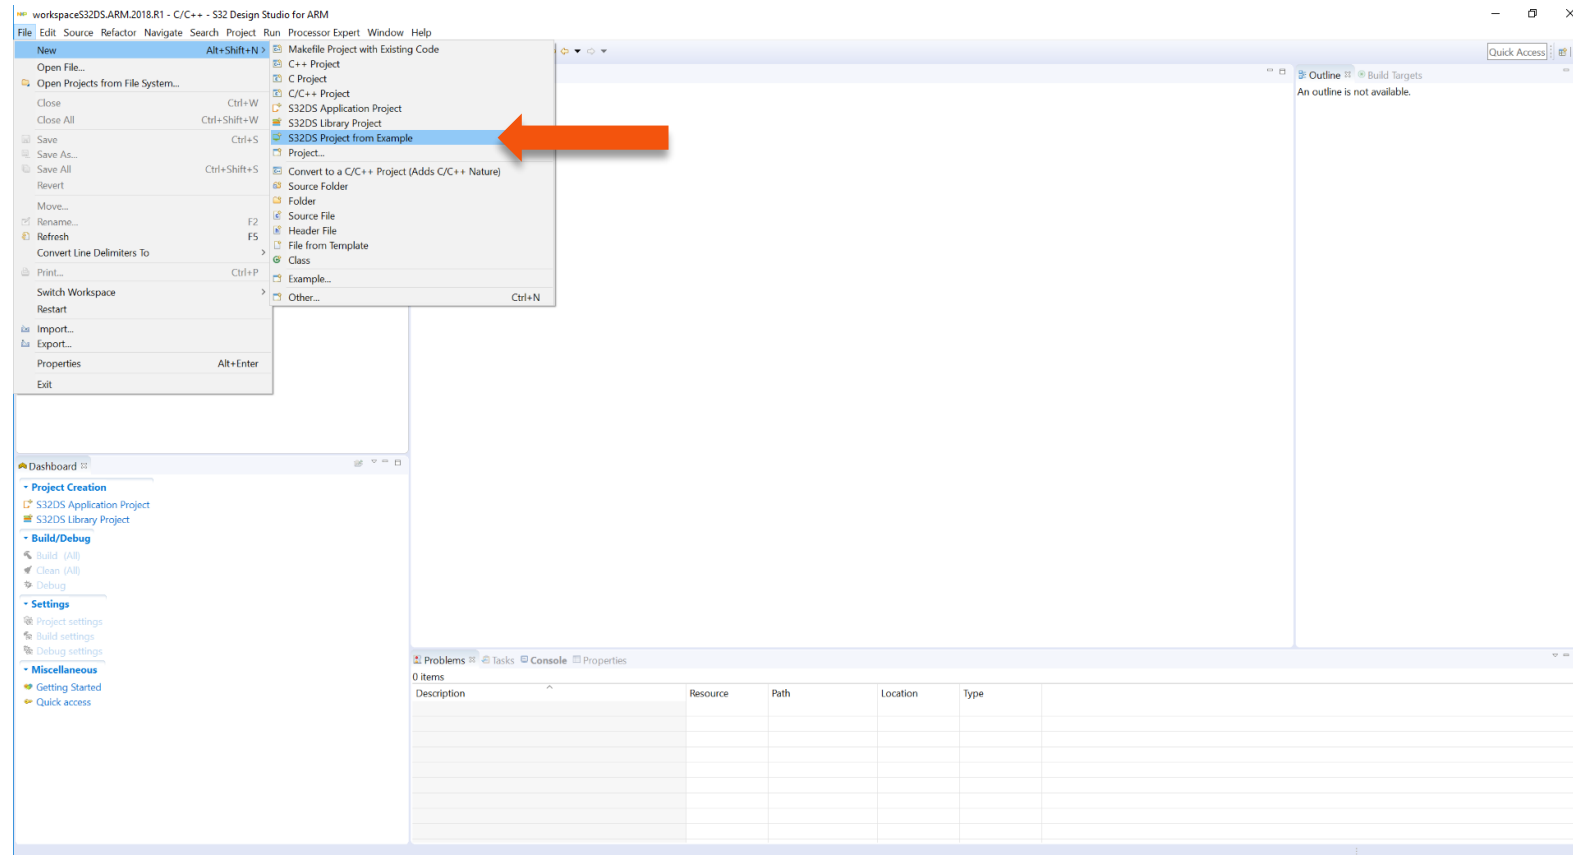 workspaceS32DS.ARM.2018.R1 - C/C++ - S32 Design Studio for ARM
File Edit Source Refactor Navigate Search Project Run Processor Expert Window Help
New Alt+Shift+N >
Open File...
Open Projects from File System...
Close Ctrl+W
Close All Ctrl+Shift+W
Save Ctrl+S
Save As...
Save All Ctrl+Shift+S
Revert
Move...
Rename... F2
Refresh F5
Convert Line Delimiters To >
Print... Ctrl+P
Switch Workspace >
Restart
Import...
Export...
Properties Alt+Enter
Exit
Makefile Project with Existing Code
C++ Project
C Project
C/C++ Project
S32DS Application Project
S32DS Library Project
S32DS Project from Example
Project...
Convert to a C/C++ Project (Adds C/C++ Nature)
Source Folder
Folder
Source File
Header File
File from Template
Class
Example...
Other... Ctrl+N
Quick Access
Outline Build Targets
An outline is not available.
Dashboard
Project Creation
S32DS Application Project
S32DS Library Project
Build/Debug
Build (All)
Clean (All)
Debug
Settings
Project settings
Build settings
Debug settings
Miscellaneous
Getting Started
Quick access
Problems Tasks Console Properties
0 items
Description Resource Path Location Type